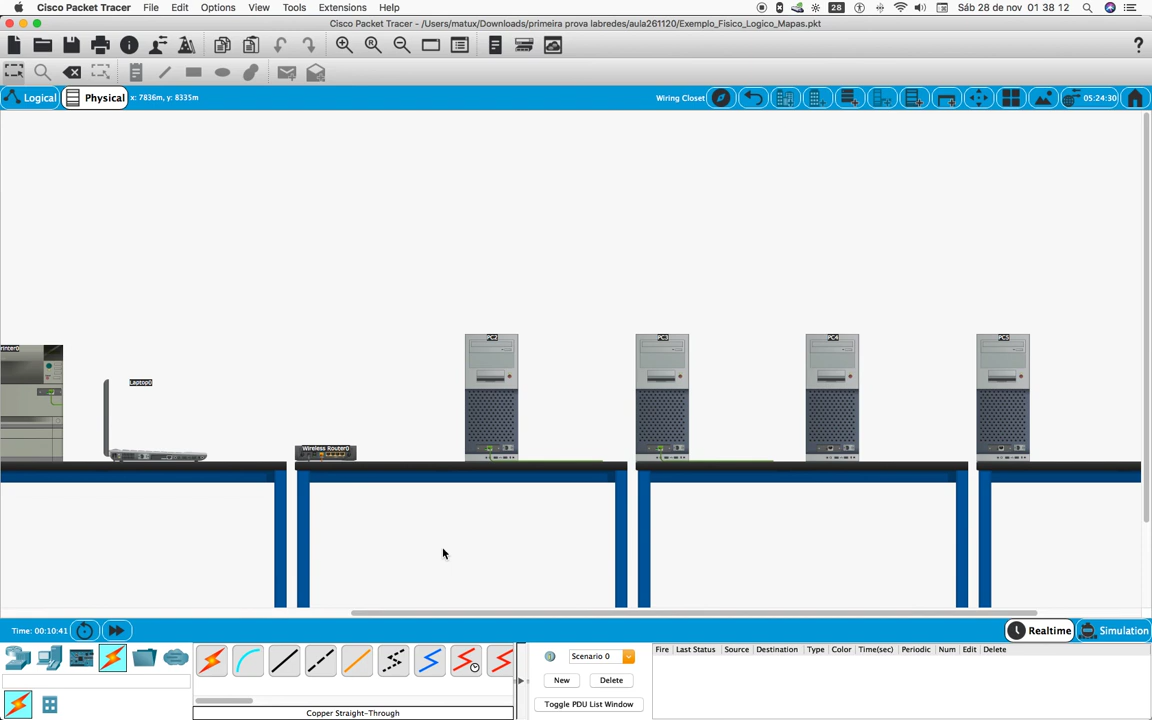 Cisco Packet Tracer File Edit Options View Tools Extensions Help 28 Sáb 28 de nov 01 38 12
Cisco Packet Tracer - /Users/matux/Downloads/primeira prova labredes/aula261120/Exemplo_Fisico_Logico_Mapas.pkt
Logical Physical x: 7836m, y: 8335m Wiring Closet 05:24:30
PC2 PC3 PC4 PC5
Laptop0
Wireless Router0
Time: 00:10:41 Realtime Simulation
Scenario 0 Fire Last Status Source Destination Type Color Time(sec) Periodic Num Edit Delete
New Delete
Toggle PDU List Window
Copper Straight-Through